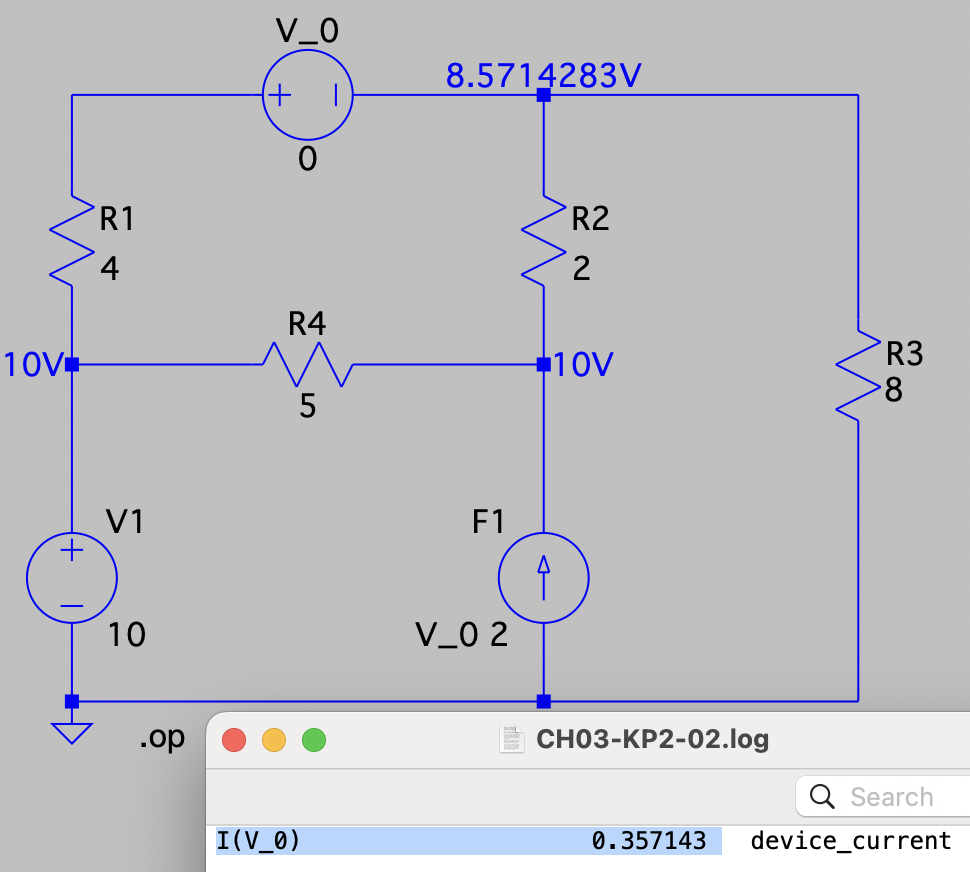 V_0
8.5714283V
0
R1
4
R2
2
R4
5
10V
10V
R3
8
V1
10
F1
V_0 2
.op
CH03-KP2-02.log
Search
I(V_0) 0.357143 device_current